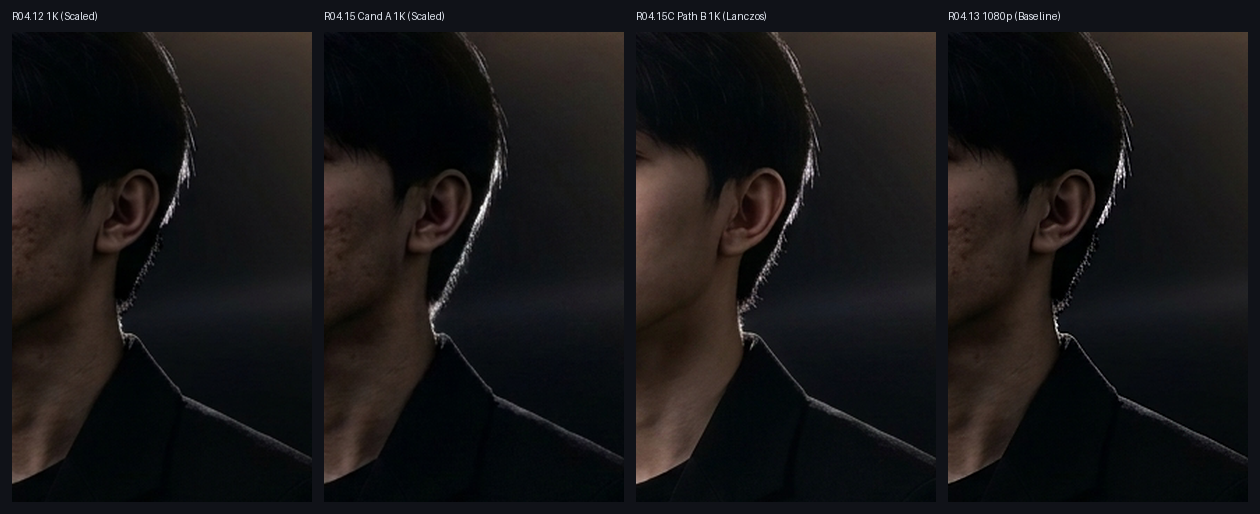 R04.12 1K (Scaled)
R04.15 Cand A 1K (Scaled)
R04.15C Path B 1K (Lanczos)
R04.13 1080p (Baseline)